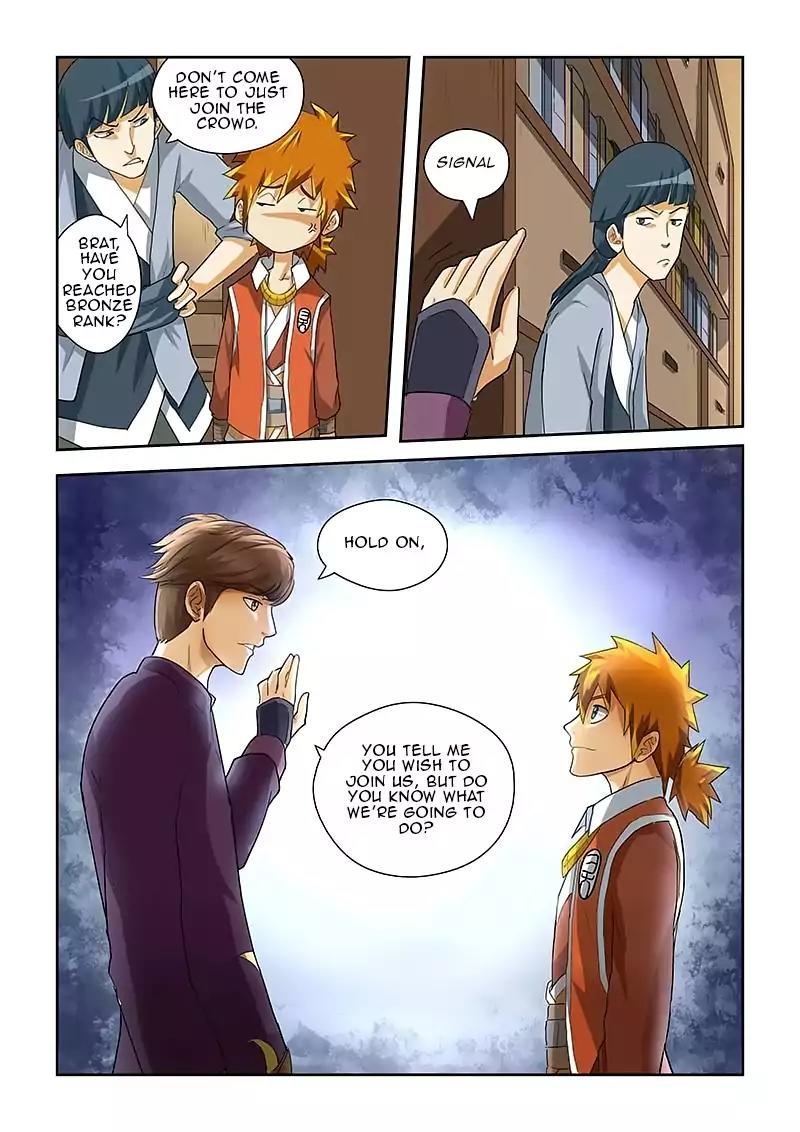 DON'T COME
HERE TO JUST
JOIN THE
CROWD.
BRAT,
HAVE
YOU
REACHED
BRONZE
RANK?
SIGNAL
HOLD ON,
YOU TELL ME
YOU WISH TO
JOIN US, BUT DO
YOU KNOW WHAT
WE'RE GOING TO
DO?